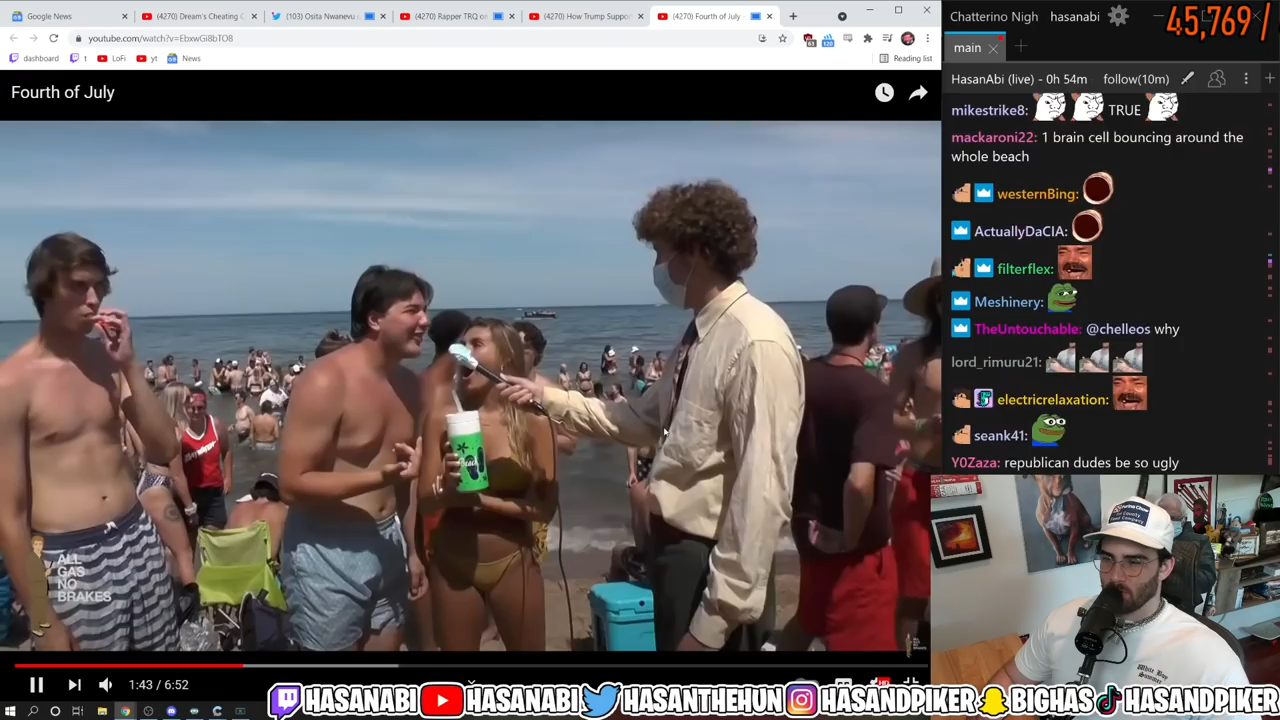 Google News
(4270) Dream's Cheating C
(103) Osita Nwanevu c
(4270) Rapper TRQ on
(4270) How Trump Suppor
(4270) Fourth of July
youtube.com/watch?v=EbxwGi8bTO8
dashboard
t
LoFi
yt
News
Reading list
Fourth of July
ALL
GAS
NO
BRAKES
1:43 / 6:52
Chatterino Nigh
hasanabi
45,769 /
main
HasanAbi (live) - 0h 54m
follow(10m)
mikestrike8: TRUE
mackaroni22: 1 brain cell bouncing around the
whole beach
westernBing:
ActuallyDaCIA:
filterflex:
Meshinery:
TheUntouchable: @chelleos why
lord_rimuru21:
electricrelaxation:
seank41:
Y0Zaza: republican dudes be so ugly
HASANABI
HASANABI
HASANTHEHUN
HASANDPIKER
BIGHAS
HASANDPIKER